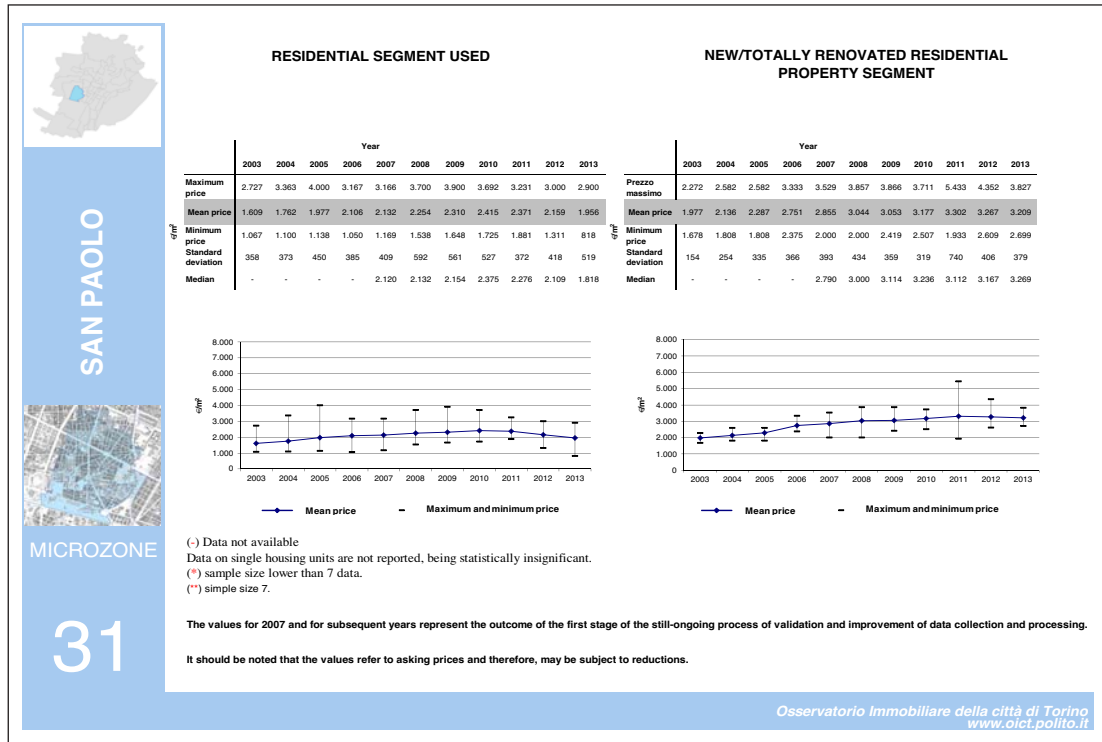 RESIDENTIAL SEGMENT USED
Year
2003 2004 2005 2006 2007 2008 2009 2010 2011 2012 2013
€/m²
Maximum price 2.727 3.363 4.000 3.167 3.166 3.700 3.900 3.692 3.231 3.000 2.900
Mean price 1.609 1.762 1.977 2.106 2.132 2.254 2.310 2.415 2.371 2.159 1.956
Minimum price 1.067 1.100 1.138 1.050 1.169 1.538 1.648 1.725 1.881 1.311 818
Standard deviation 358 373 450 385 409 592 561 527 372 418 519
Median - - - - 2.120 2.132 2.154 2.375 2.276 2.109 1.818
NEW/TOTALLY RENOVATED RESIDENTIAL
PROPERTY SEGMENT
Year
2003 2004 2005 2006 2007 2008 2009 2010 2011 2012 2013
€/m²
Prezzo massimo 2.272 2.582 2.582 3.333 3.529 3.857 3.866 3.711 5.433 4.352 3.827
Mean price 1.977 2.136 2.287 2.751 2.855 3.044 3.053 3.177 3.302 3.267 3.209
Minimum price 1.678 1.808 1.808 2.375 2.000 2.000 2.419 2.507 1.933 2.609 2.699
Standard deviation 154 254 335 366 393 434 359 319 740 406 379
Median - - - - 2.790 3.000 3.114 3.236 3.112 3.167 3.269
8.000
7.000
6.000
5.000
4.000
3.000
2.000
1.000
0
€/m²
2003 2004 2005 2006 2007 2008 2009 2010 2011 2012 2013
Mean price Maximum and minimum price
8.000
7.000
6.000
5.000
4.000
3.000
2.000
1.000
0
€/m²
2003 2004 2005 2006 2007 2008 2009 2010 2011 2012 2013
Mean price Maximum and minimum price
SAN PAOLO
MICROZONE
31
(-) Data not available
Data on single housing units are not reported, being statistically insignificant.
(*) sample size lower than 7 data.
(**) simple size 7.
The values for 2007 and for subsequent years represent the outcome of the first stage of the still-ongoing process of validation and improvement of data collection and processing.
It should be noted that the values refer to asking prices and therefore, may be subject to reductions.
Osservatorio Immobiliare della città di Torino
www.oict.polito.it